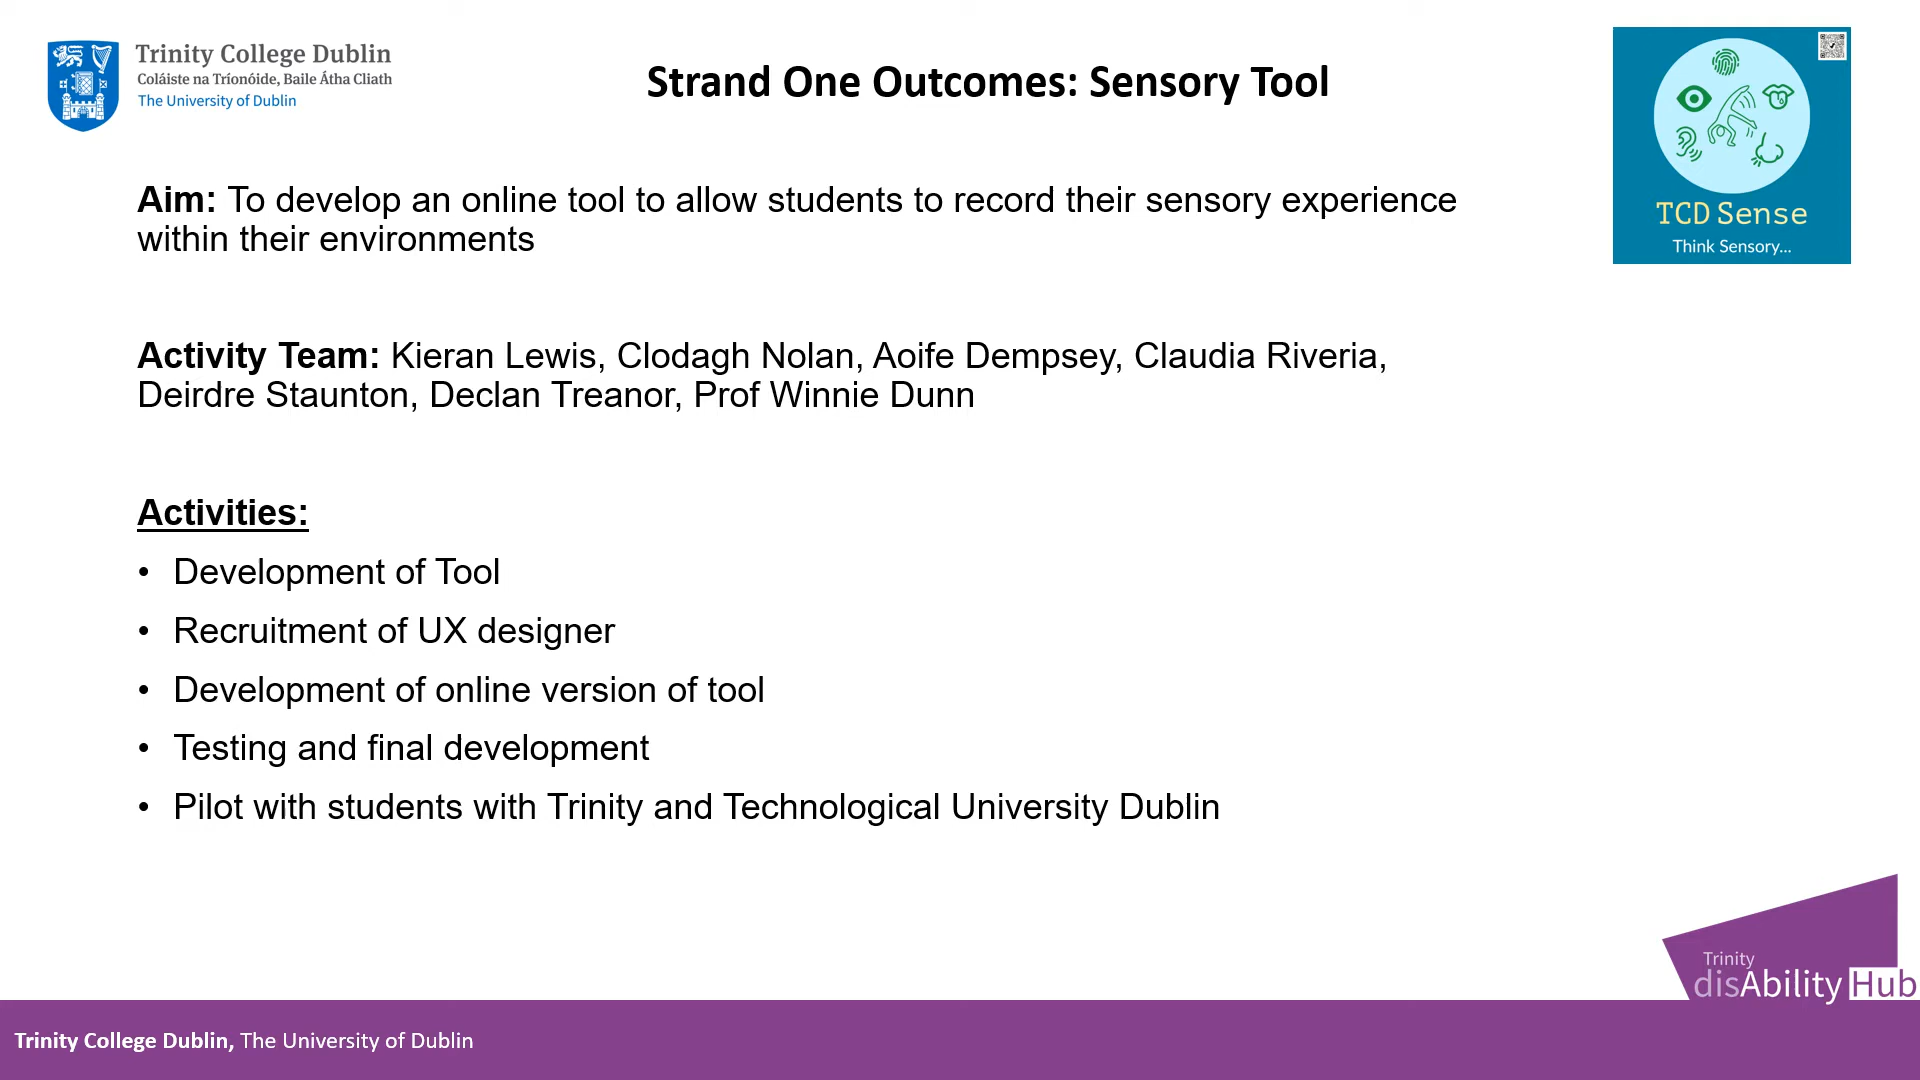 Trinity College Dublin
Coláiste na Tríonóide, Baile Átha Cliath
The University of Dublin
Strand One Outcomes: Sensory Tool
TCD Sense
Think Sensory...
Aim: To develop an online tool to allow students to record their sensory experience
within their environments
Activity Team: Kieran Lewis, Clodagh Nolan, Aoife Dempsey, Claudia Riveria,
Deirdre Staunton, Declan Treanor, Prof Winnie Dunn
Activities:
• Development of Tool
• Recruitment of UX designer
• Development of online version of tool
• Testing and final development
• Pilot with students with Trinity and Technological University Dublin
Trinity
disAbility Hub
Trinity College Dublin, The University of Dublin